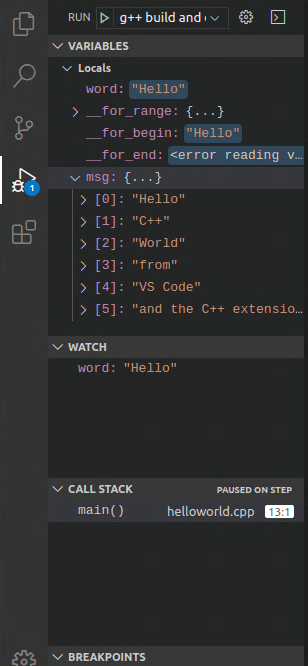 RUN g++ build and
VARIABLES
Locals
word: "Hello"
__for_range: {...}
__for_begin: "Hello"
__for_end: <error reading v...
msg: {...}
[0]: "Hello"
[1]: "C++"
[2]: "World"
[3]: "from"
[4]: "VS Code"
[5]: "and the C++ extensio...
WATCH
word: "Hello"
CALL STACK PAUSED ON STEP
main() helloworld.cpp 13:1
BREAKPOINTS
1